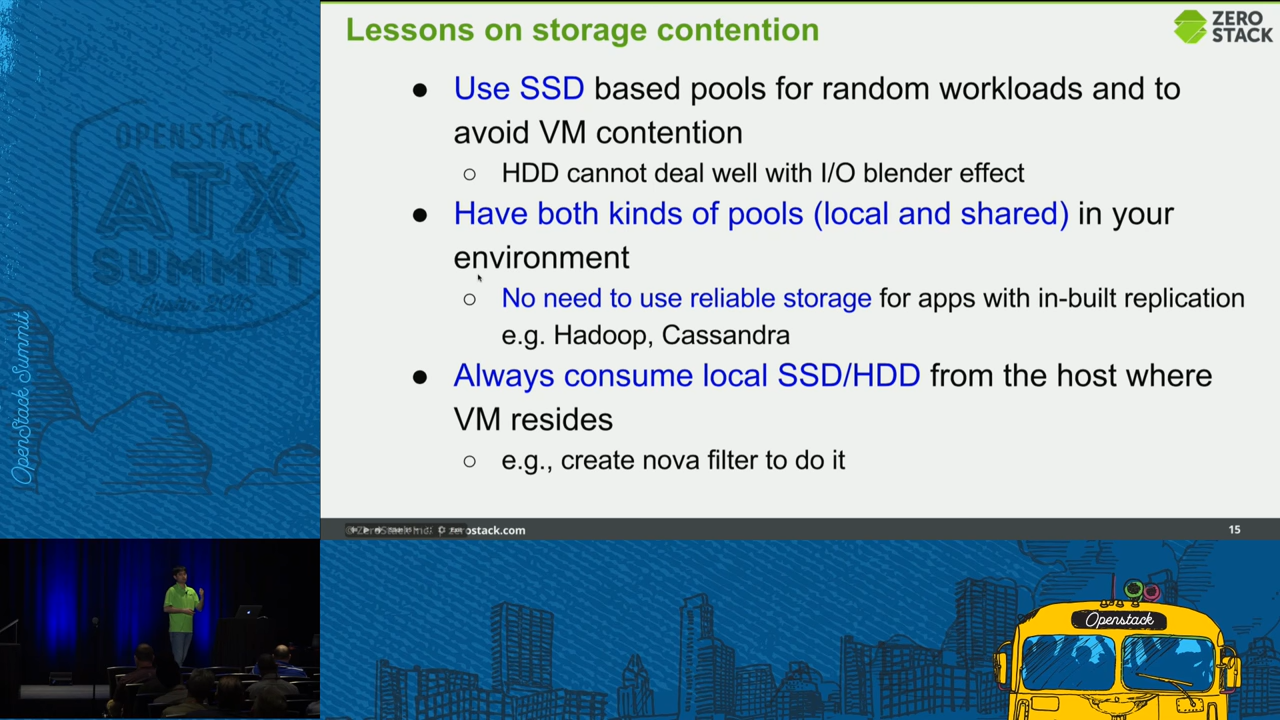 Lessons on storage contention
ZERO
STACK
● Use SSD based pools for random workloads and to
avoid VM contention
○ HDD cannot deal well with I/O blender effect
● Have both kinds of pools (local and shared) in your
environment
○ No need to use reliable storage for apps with in-built replication
e.g. Hadoop, Cassandra
● Always consume local SSD/HDD from the host where
VM resides
○ e.g., create nova filter to do it
zerostack.com
15
OPENSTACK
ATX
SUMMIT
OpenStack Summit
Openstack